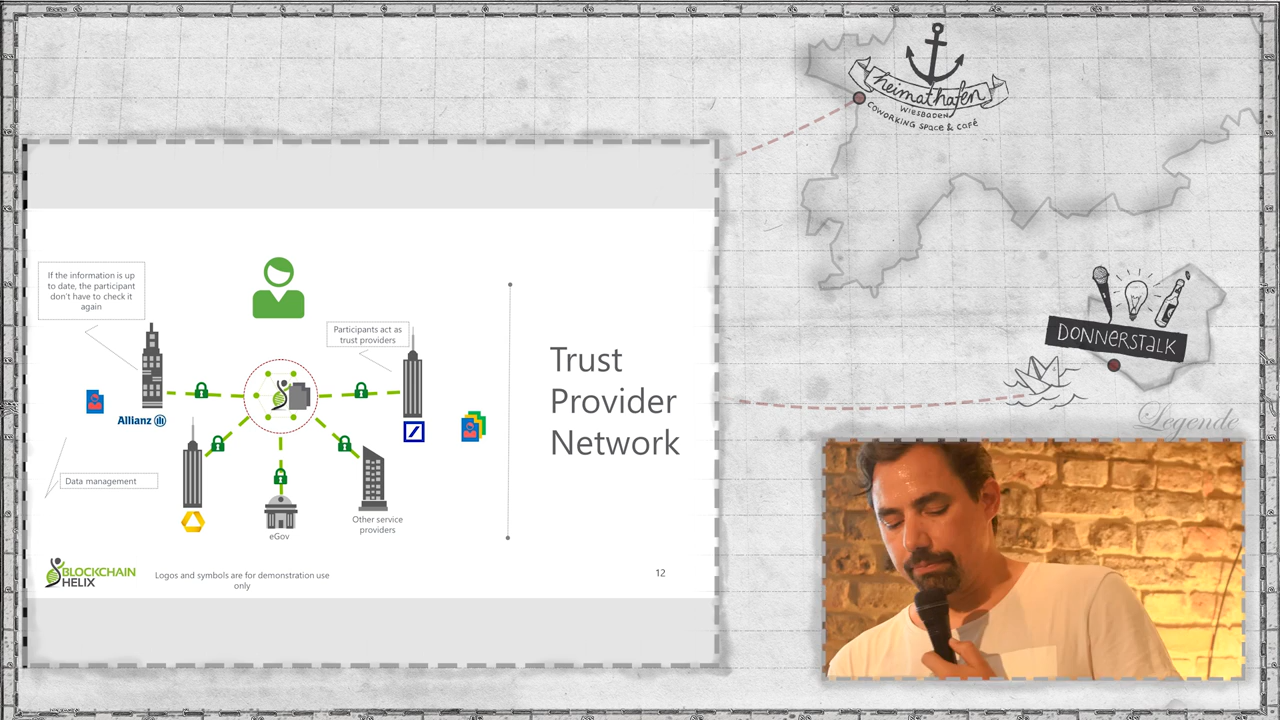 heimathafen
WIESBADEN
COWORKING SPACE & CAFÉ
If the information is up
to date, the participant
don't have to check it
again
Participants act as
trust providers
Allianz
Data management
eGov
Other service
providers
Trust
Provider
Network
BLOCKCHAIN
HELIX
Logos and symbols are for demonstration use
only
12
DONNERSTALK
Legende